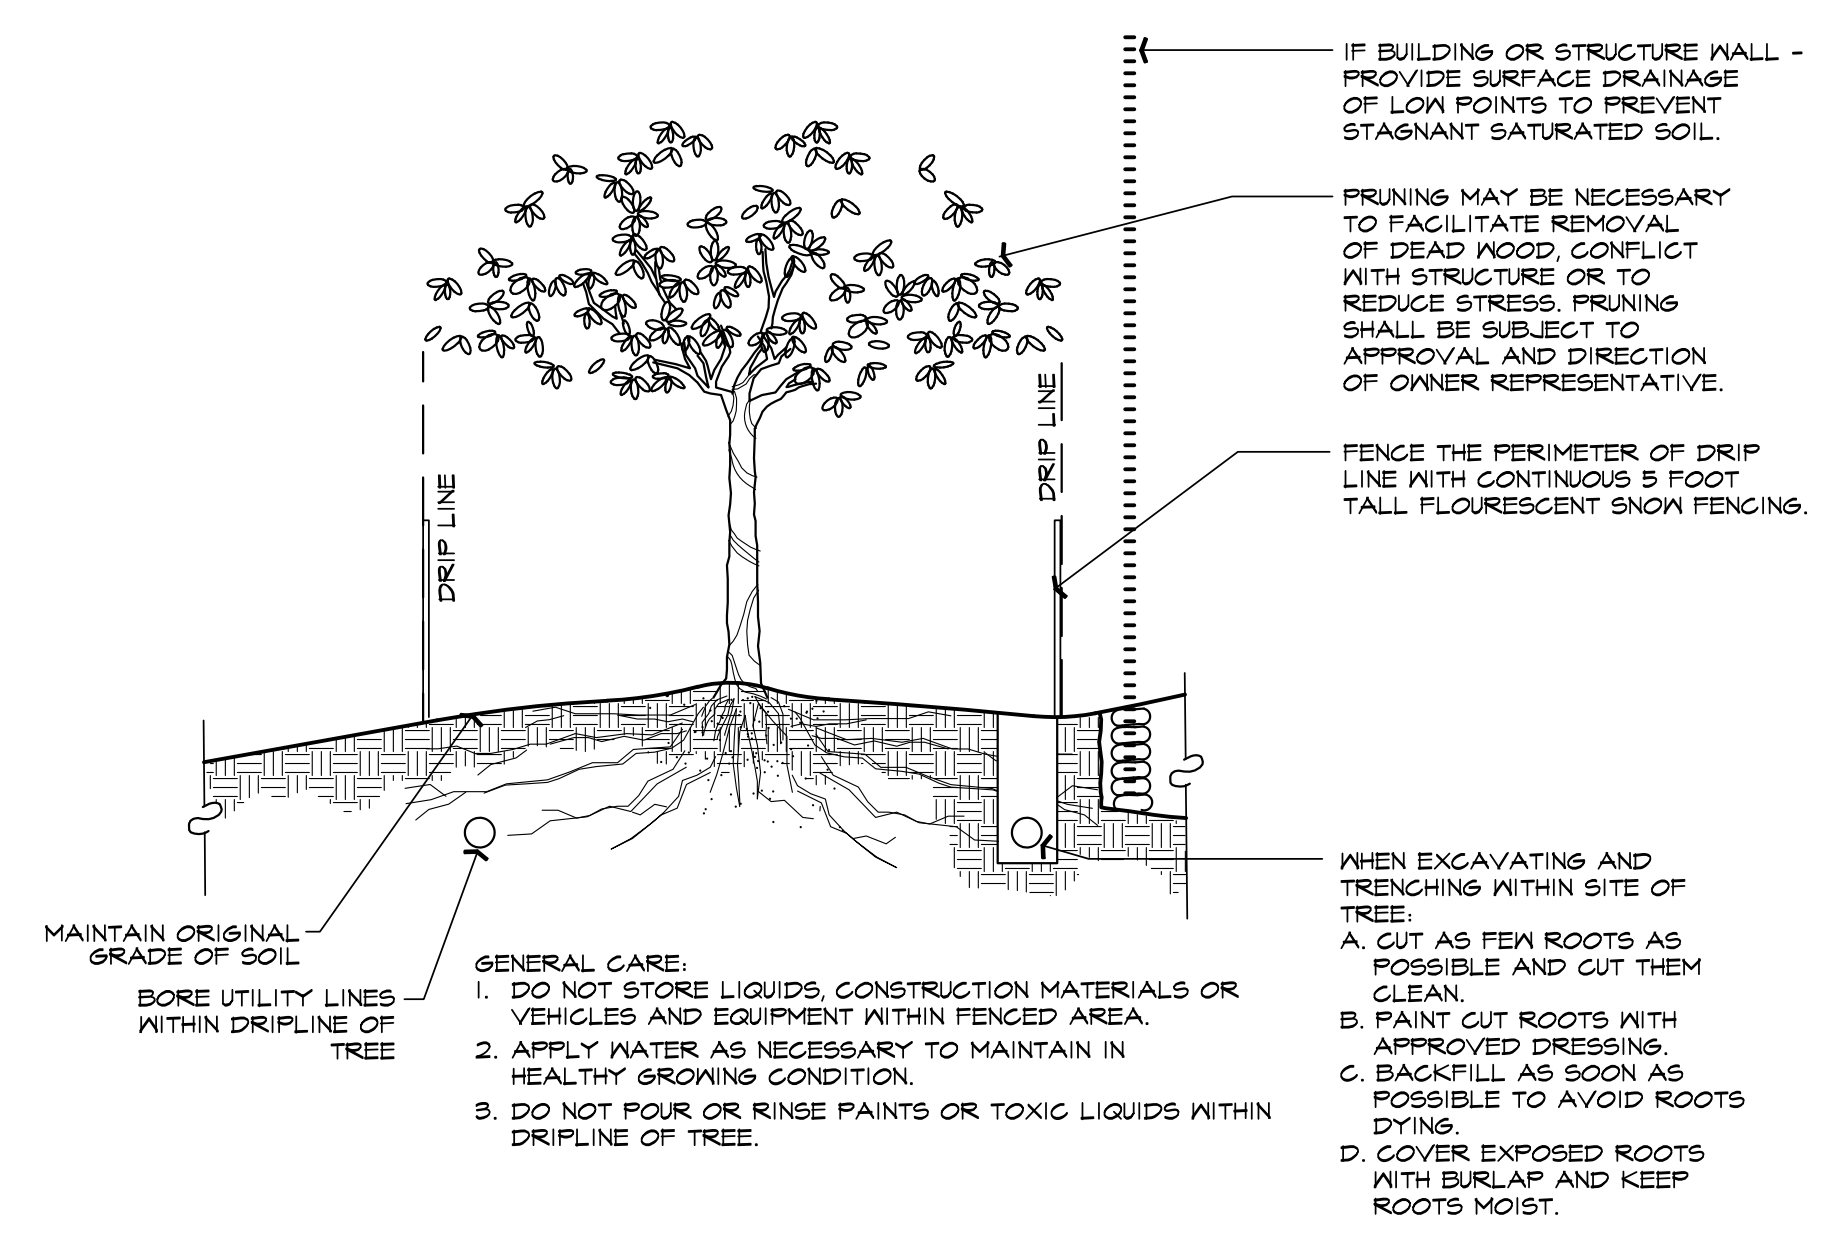 IF BUILDING OR STRUCTURE WALL -
PROVIDE SURFACE DRAINAGE
OF LOW POINTS TO PREVENT
STAGNANT SATURATED SOIL.
PRUNING MAY BE NECESSARY
TO FACILITATE REMOVAL
OF DEAD WOOD, CONFLICT
WITH STRUCTURE OR TO
REDUCE STRESS. PRUNING
SHALL BE SUBJECT TO
APPROVAL AND DIRECTION
OF OWNER REPRESENTATIVE.
FENCE THE PERIMETER OF DRIP
LINE WITH CONTINUOUS 5 FOOT
TALL FLOURESCENT SNOW FENCING.
DRIP LINE
DRIP LINE
WHEN EXCAVATING AND
TRENCHING WITHIN SITE OF
TREE:
A. CUT AS FEW ROOTS AS
POSSIBLE AND CUT THEM
CLEAN.
B. PAINT CUT ROOTS WITH
APPROVED DRESSING.
C. BACKFILL AS SOON AS
POSSIBLE TO AVOID ROOTS
DYING.
D. COVER EXPOSED ROOTS
WITH BURLAP AND KEEP
ROOTS MOIST.
MAINTAIN ORIGINAL
GRADE OF SOIL
BORE UTILITY LINES
WITHIN DRIPLINE OF
TREE
GENERAL CARE:
1. DO NOT STORE LIQUIDS, CONSTRUCTION MATERIALS OR
VEHICLES AND EQUIPMENT WITHIN FENCED AREA.
2. APPLY WATER AS NECESSARY TO MAINTAIN IN
HEALTHY GROWING CONDITION.
3. DO NOT POUR OR RINSE PAINTS OR TOXIC LIQUIDS WITHIN
DRIPLINE OF TREE.